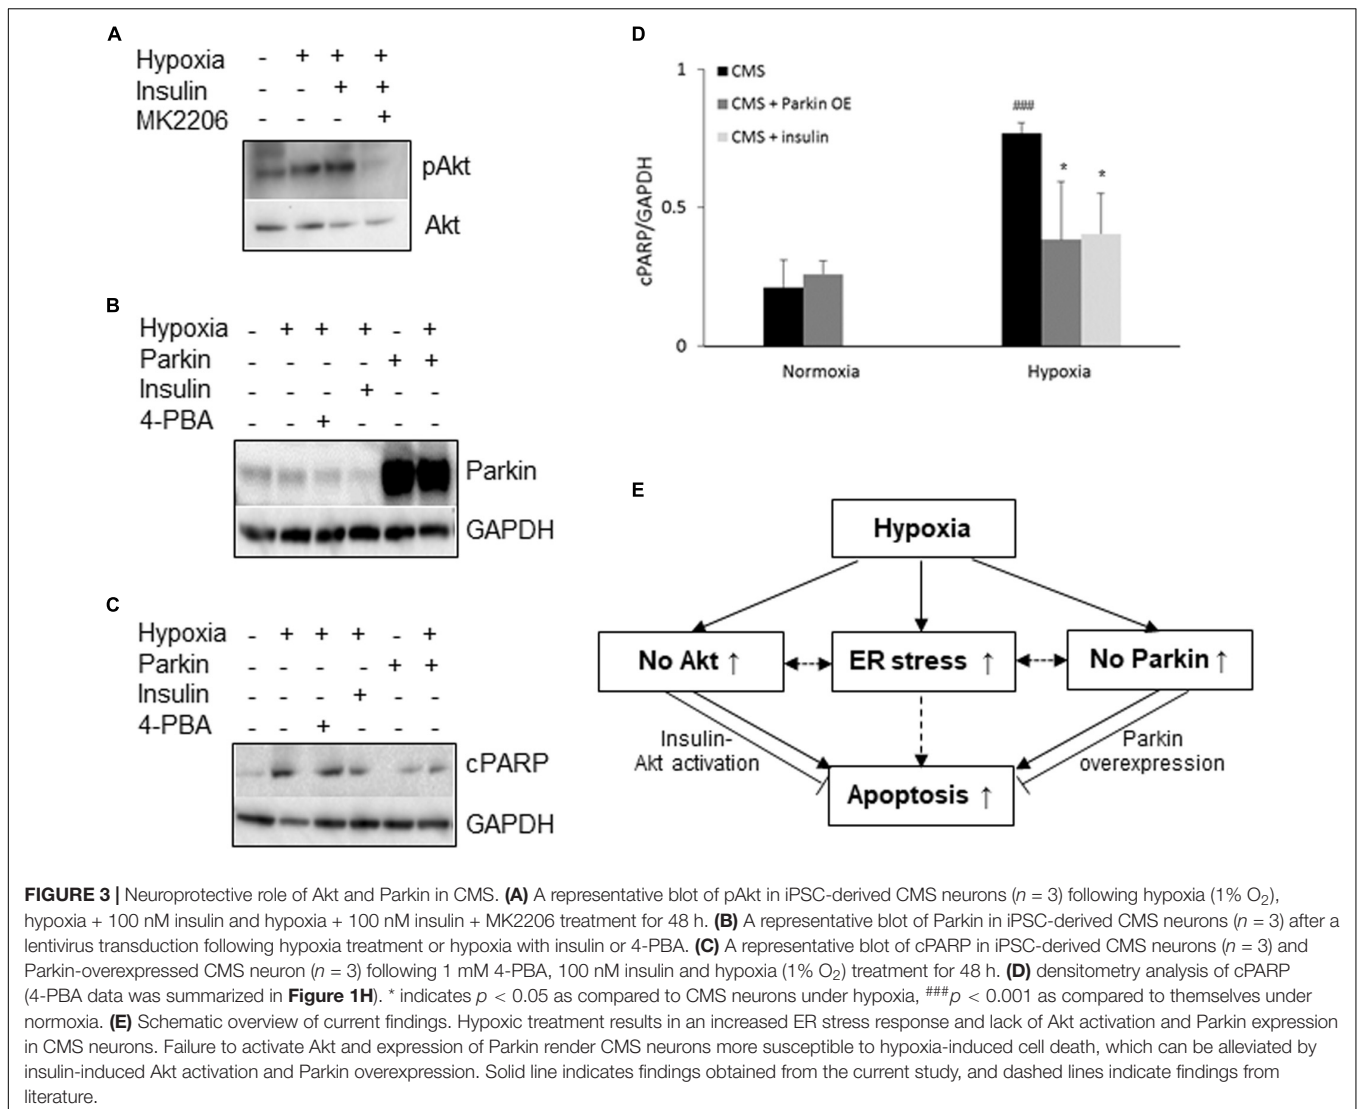 A
Hypoxia - + + +
Insulin - - + +
MK2206 - - - +
pAkt
Akt
B
Hypoxia - + + + - +
Parkin - - - - + +
Insulin - - - + - -
4-PBA - - + - - -
Parkin
GAPDH
C
Hypoxia - + + + - +
Parkin - - - - + +
Insulin - - - + - -
4-PBA - - + - - -
cPARP
GAPDH
D
1
0.5
0
cPARP/GAPDH
CMS
CMS + Parkin OE
CMS + insulin
###
*
*
Normoxia
Hypoxia
E
Hypoxia
No Akt ↑
ER stress ↑
No Parkin ↑
Insulin-
Akt activation
Parkin
overexpression
Apoptosis ↑
FIGURE 3 | Neuroprotective role of Akt and Parkin in CMS. (A) A representative blot of pAkt in iPSC-derived CMS neurons (n = 3) following hypoxia (1% O₂),
hypoxia + 100 nM insulin and hypoxia + 100 nM insulin + MK2206 treatment for 48 h. (B) A representative blot of Parkin in iPSC-derived CMS neurons (n = 3) after a
lentivirus transduction following hypoxia treatment or hypoxia with insulin or 4-PBA. (C) A representative blot of cPARP in iPSC-derived CMS neurons (n = 3) and
Parkin-overexpressed CMS neuron (n = 3) following 1 mM 4-PBA, 100 nM insulin and hypoxia (1% O₂) treatment for 48 h. (D) densitometry analysis of cPARP
(4-PBA data was summarized in Figure 1H). * indicates p < 0.05 as compared to CMS neurons under hypoxia, ###p < 0.001 as compared to themselves under
normoxia. (E) Schematic overview of current findings. Hypoxic treatment results in an increased ER stress response and lack of Akt activation and Parkin expression
in CMS neurons. Failure to activate Akt and expression of Parkin render CMS neurons more susceptible to hypoxia-induced cell death, which can be alleviated by
insulin-induced Akt activation and Parkin overexpression. Solid line indicates findings obtained from the current study, and dashed lines indicate findings from
literature.